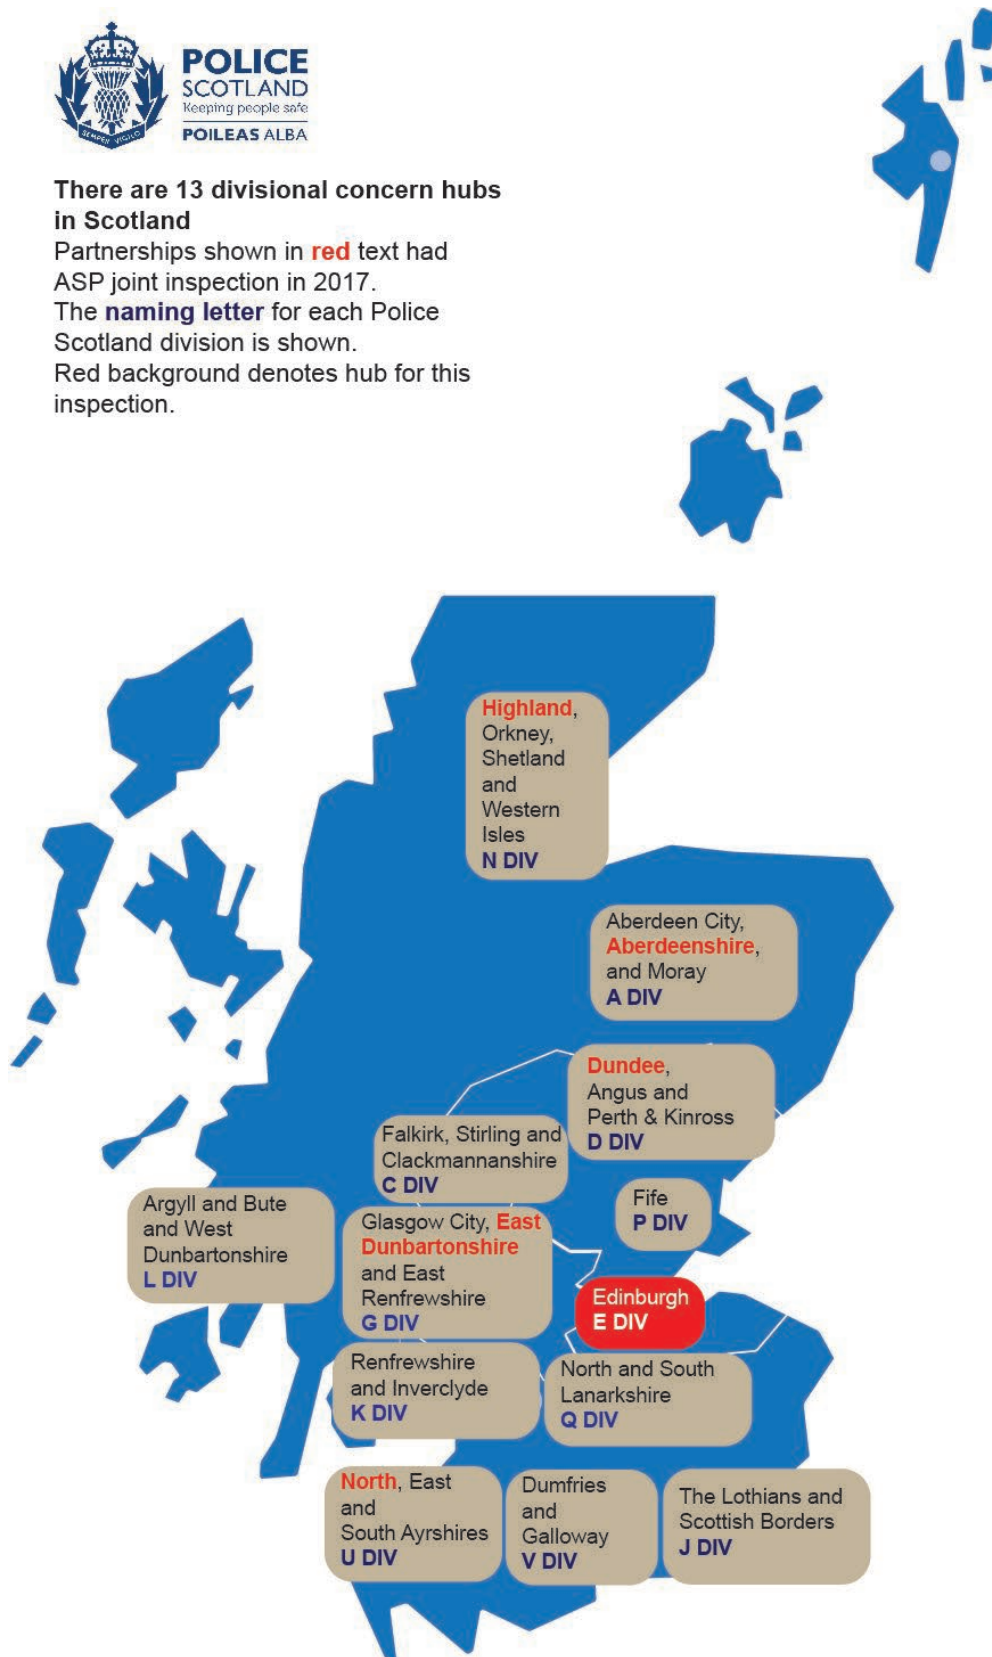 POLICE
SCOTLAND
Keeping people safe
POILEAS ALBA
SEMPER VIGILO
There are 13 divisional concern hubs
in Scotland
Partnerships shown in red text had
ASP joint inspection in 2017.
The naming letter for each Police
Scotland division is shown.
Red background denotes hub for this
inspection.
Highland,
Orkney,
Shetland
and
Western
Isles
N DIV
Aberdeen City,
Aberdeenshire,
and Moray
A DIV
Dundee,
Angus and
Perth & Kinross
D DIV
Falkirk, Stirling and
Clackmannanshire
C DIV
Fife
P DIV
Argyll and Bute
and West
Dunbartonshire
L DIV
Glasgow City, East
Dunbartonshire
and East
Renfrewshire
G DIV
Edinburgh
E DIV
Renfrewshire
and Inverclyde
K DIV
North and South
Lanarkshire
Q DIV
North, East
and
South Ayrshires
U DIV
Dumfries
and
Galloway
V DIV
The Lothians and
Scottish Borders
J DIV